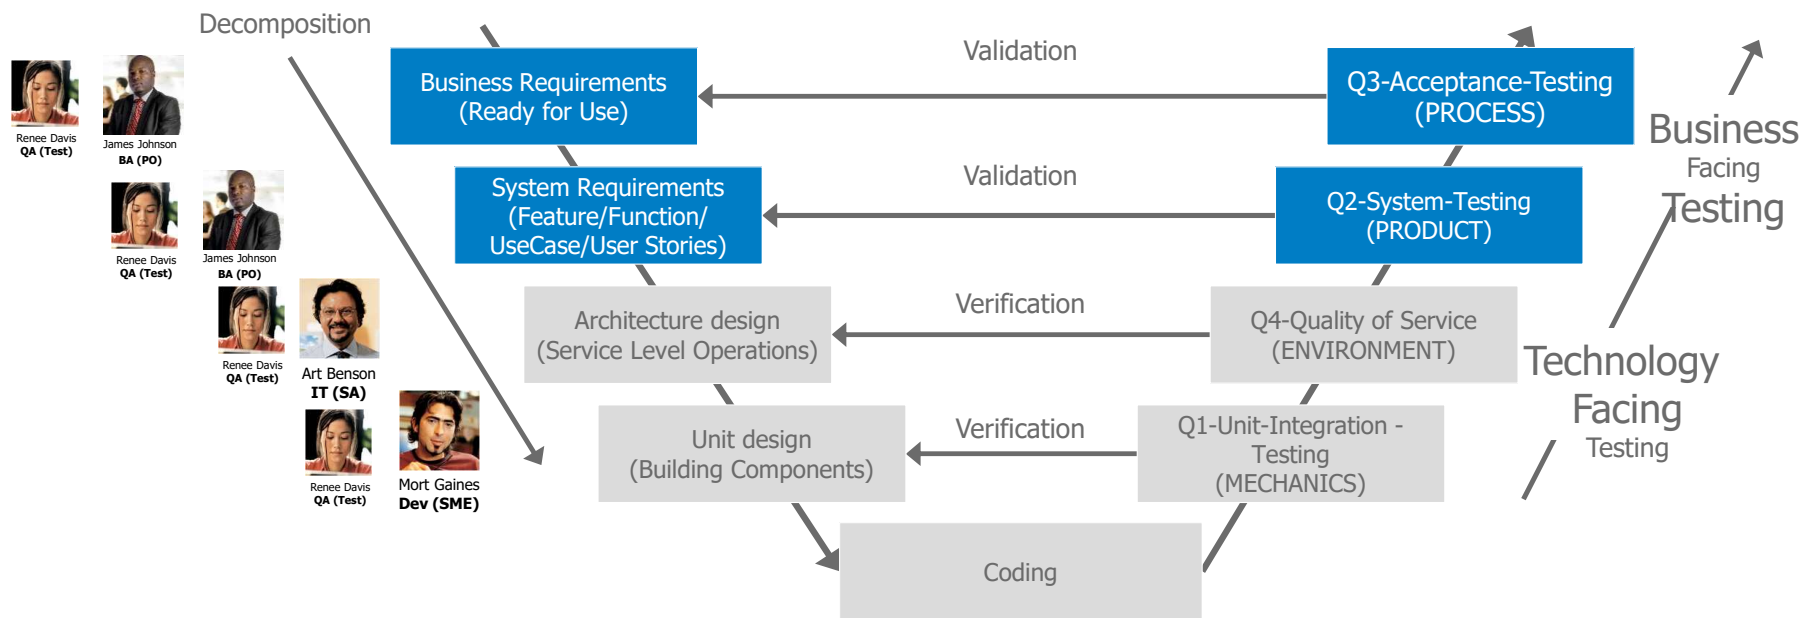 Decomposition
Renee Davis
QA (Test)
James Johnson
BA (PO)
Business Requirements
(Ready for Use)
Validation
Q3-Acceptance-Testing
(PROCESS)
Business
Facing
Testing
Renee Davis
QA (Test)
James Johnson
BA (PO)
System Requirements
(Feature/Function/
UseCase/User Stories)
Validation
Q2-System-Testing
(PRODUCT)
Renee Davis
QA (Test)
Art Benson
IT (SA)
Architecture design
(Service Level Operations)
Verification
Q4-Quality of Service
(ENVIRONMENT)
Technology
Facing
Testing
Renee Davis
QA (Test)
Mort Gaines
Dev (SME)
Unit design
(Building Components)
Verification
Q1-Unit-Integration -
Testing
(MECHANICS)
Coding